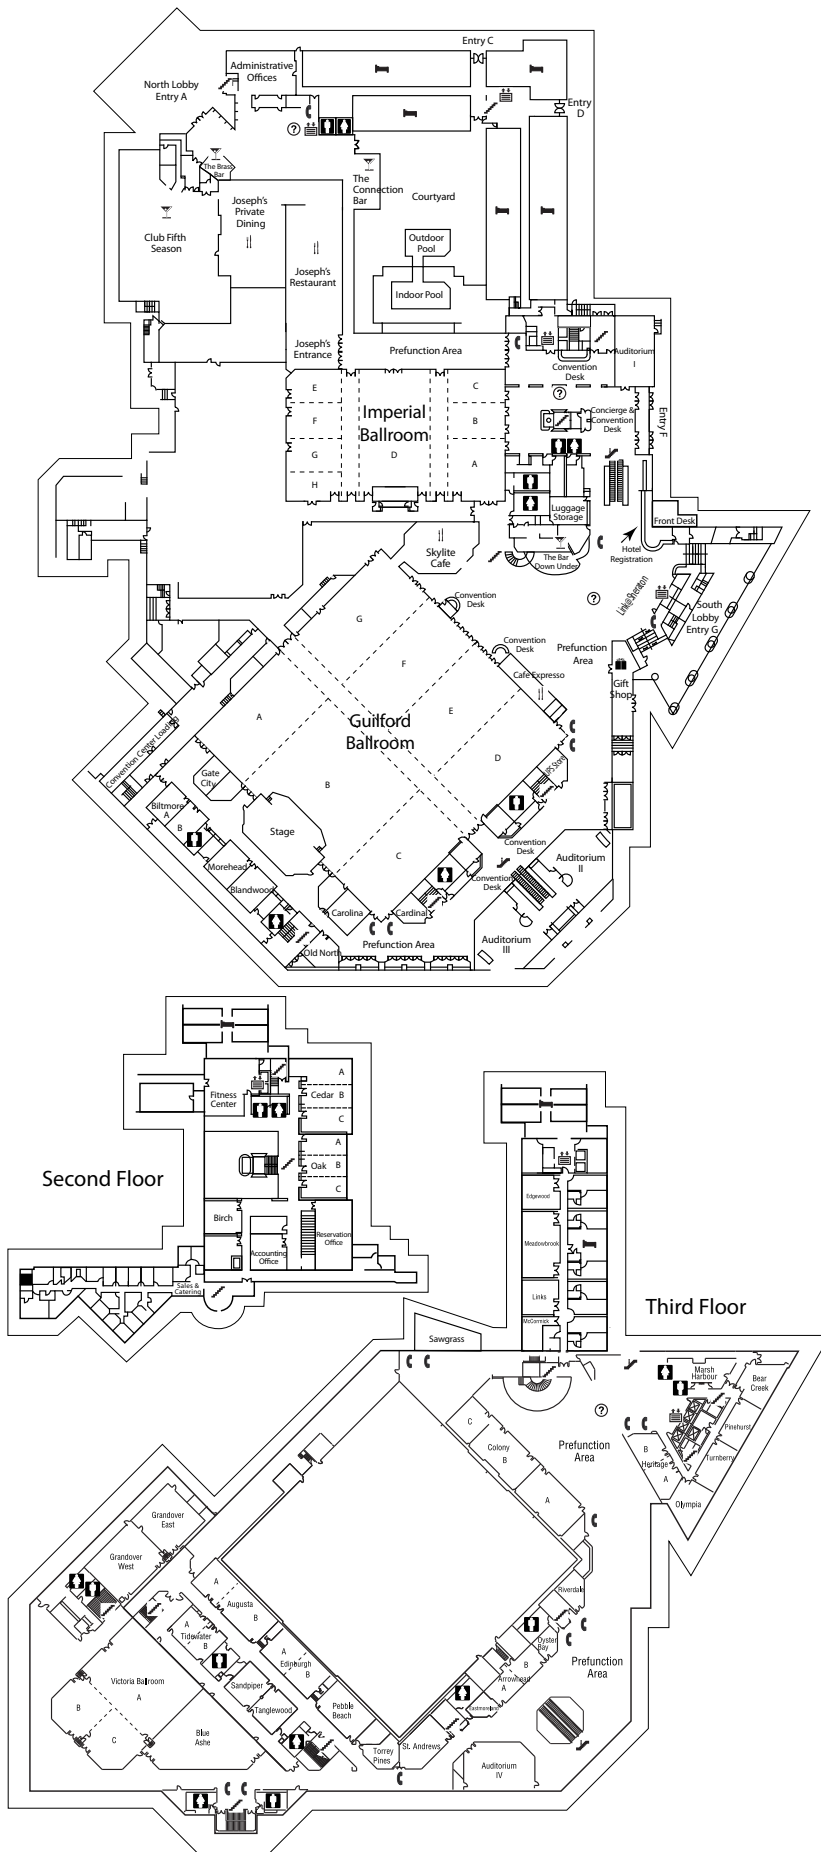 Entry C
Administrative
Offices
North Lobby
Entry A
Entry
D
?
The Brass
Bar
The
Connection
Bar
Courtyard
Joseph's
Private
Dining
Club Fifth
Season
Outdoor
Pool
Joseph's
Restaurant
Indoor Pool
Joseph's
Entrance
Prefunction Area
Auditorium
I
Convention
Desk
?
E
C
Imperial
Ballroom
F
B
Concierge &
Convention
Desk
Entry F
G
D
A
H
Luggage
Storage
Front Desk
Skylite
Cafe
The Bar
Down Under
Hotel
Registration
Link@Sheraton
?
Convention
Desk
South
Lobby
Entry G
G
Convention
Desk
Prefunction
Area
F
Cafe Expresso
Gift
Shop
A
E
Guilford
Ballroom
Convention Center Loading
D
UPS Store
Gate
City
B
Biltmore
A
B
Stage
Convention
Desk
C
Auditorium
II
Morehead
Blandwood
Convention
Desk
Carolina
Cardinal
Old North
Prefunction Area
Auditorium
III
Second Floor
Fitness
Center
A
Cedar
B
C
A
Oak
B
C
Birch
Accounting
Office
Reservation
Office
Sales &
Catering
Third Floor
Edgewood
Meadowbrook
Links
McCormick
Sawgrass
Marsh
Harbour
Bear
Creek
?
C
Colony
B
A
Prefunction
Area
Pinehurst
B
Heritage
A
Turnberry
Olympia
Grandover
East
Grandover
West
A
Augusta
B
Riverdale
A
Tidewater
B
Oyster
Bay
A
Edinburgh
B
B
Arrowhead
A
Prefunction
Area
Victoria Ballroom
A
B
C
Sandpiper
Tanglewood
Pebble
Beach
Eastmoreland
Blue
Ashe
Torrey
Pines
St. Andrews
Auditorium
IV